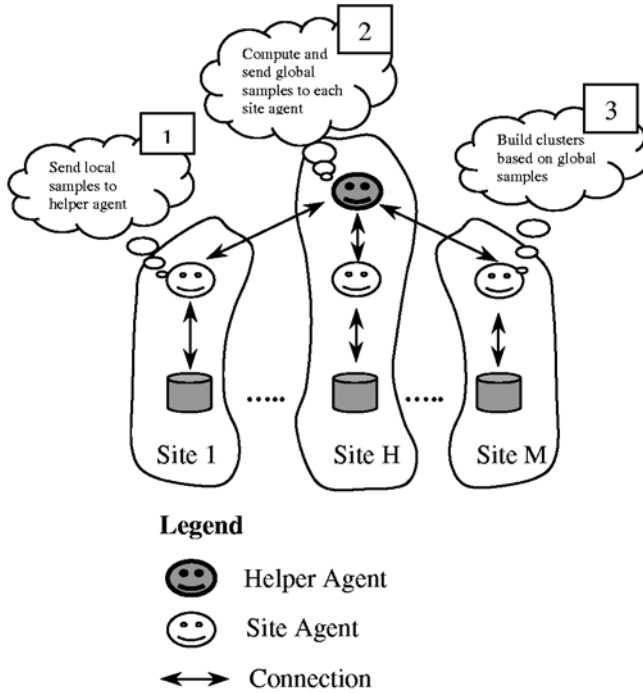 2
Compute and
send global
samples to each
site agent
1
Send local
samples to
helper agent
3
Build clusters
based on global
samples
..... .....
Site 1 Site H Site M
Legend
Helper Agent
Site Agent
Connection